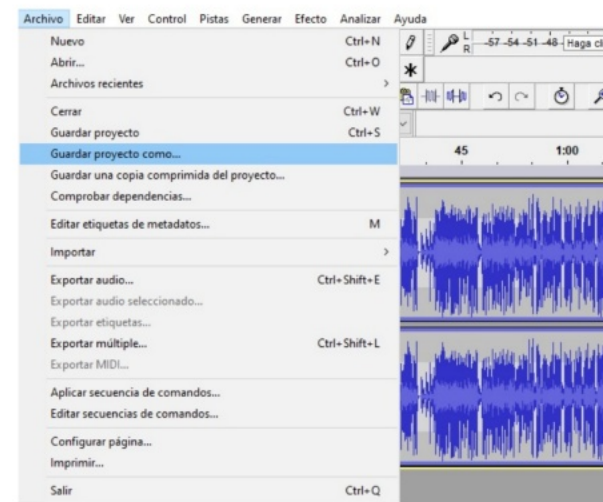 Archivo Editar Ver Control Pistas Generar Efecto Analizar Ayuda
Nuevo Ctrl+N
Abrir... Ctrl+O
Archivos recientes >
Cerrar Ctrl+W
Guardar proyecto Ctrl+S
Guardar proyecto como...
Guardar una copia comprimida del proyecto...
Comprobar dependencias...
Editar etiquetas de metadatos... M
Importar >
Exportar audio... Ctrl+Shift+E
Exportar audio seleccionado...
Exportar etiquetas...
Exportar múltiple... Ctrl+Shift+L
Exportar MIDI...
Aplicar secuencia de comandos...
Editar secuencias de comandos...
Configurar página...
Imprimir...
Salir Ctrl+Q
L
R
-57 -54 -51 -48 Haga cl
45 1:00